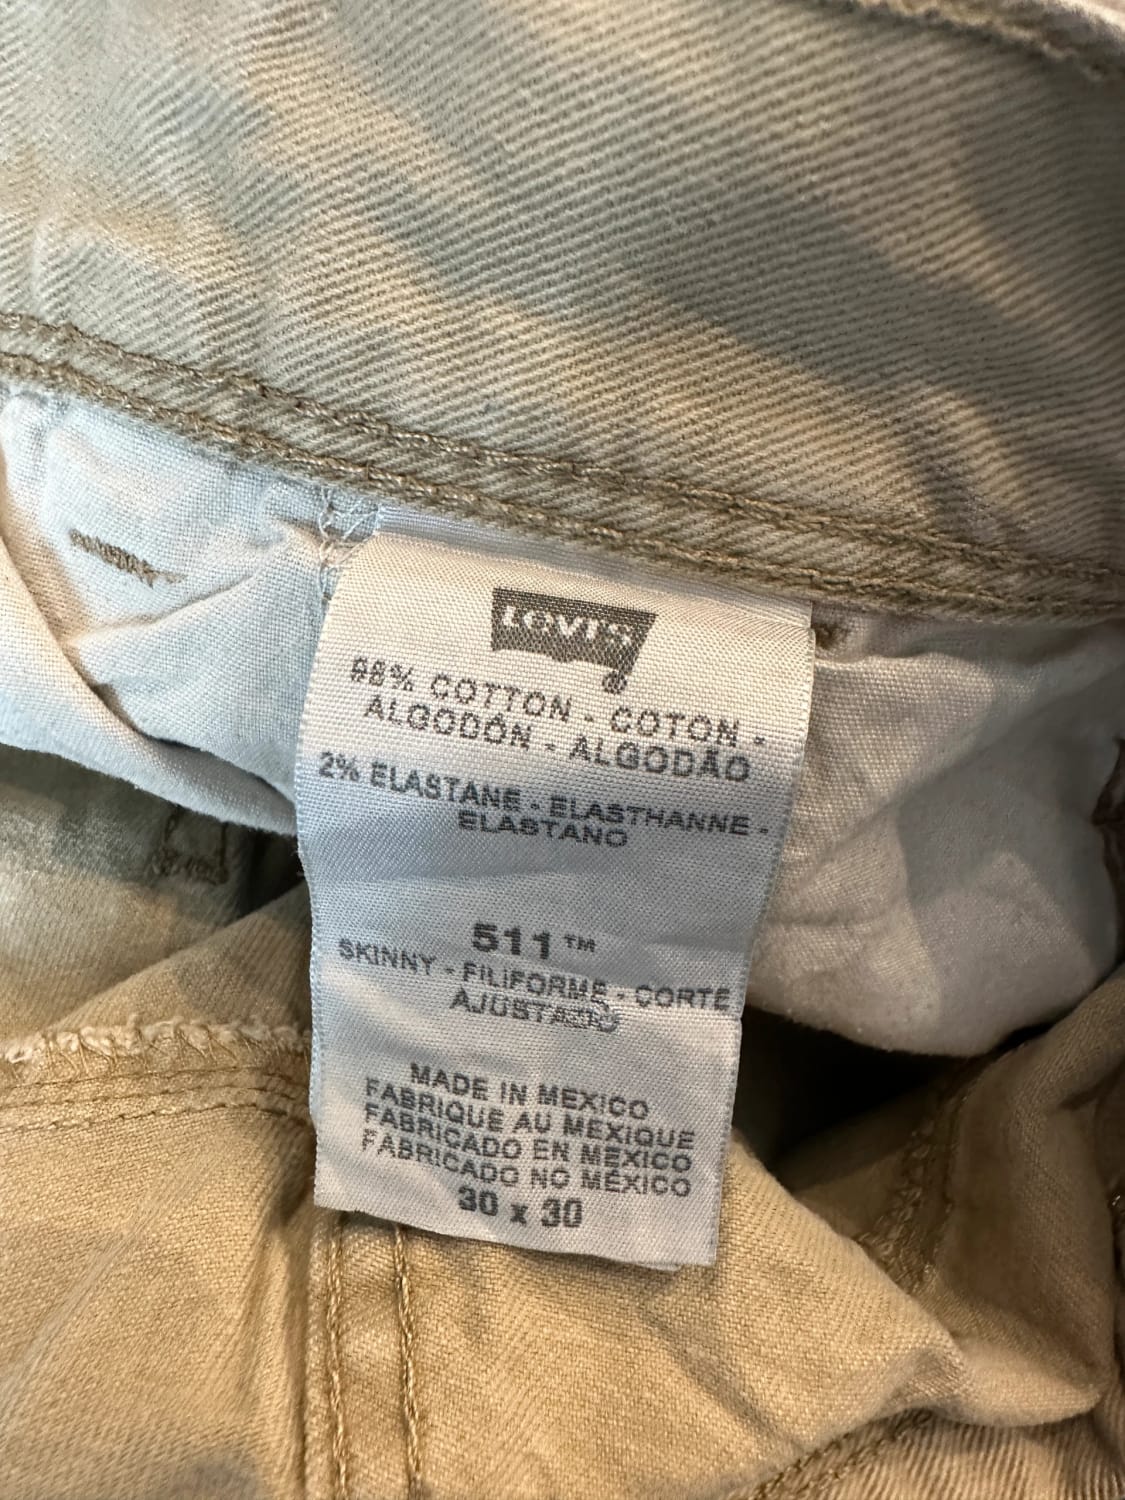 Levi's
98% COTTON - COTON -
ALGODÓN - ALGODÃO
2% ELASTANE - ELASTHANNE -
ELASTANO
511™
SKINNY - FILIFORME - CORTE
AJUSTADO
MADE IN MEXICO
FABRIQUE AU MEXIQUE
FABRICADO EN MEXICO
FABRICADO NO MÉXICO
30 x 30